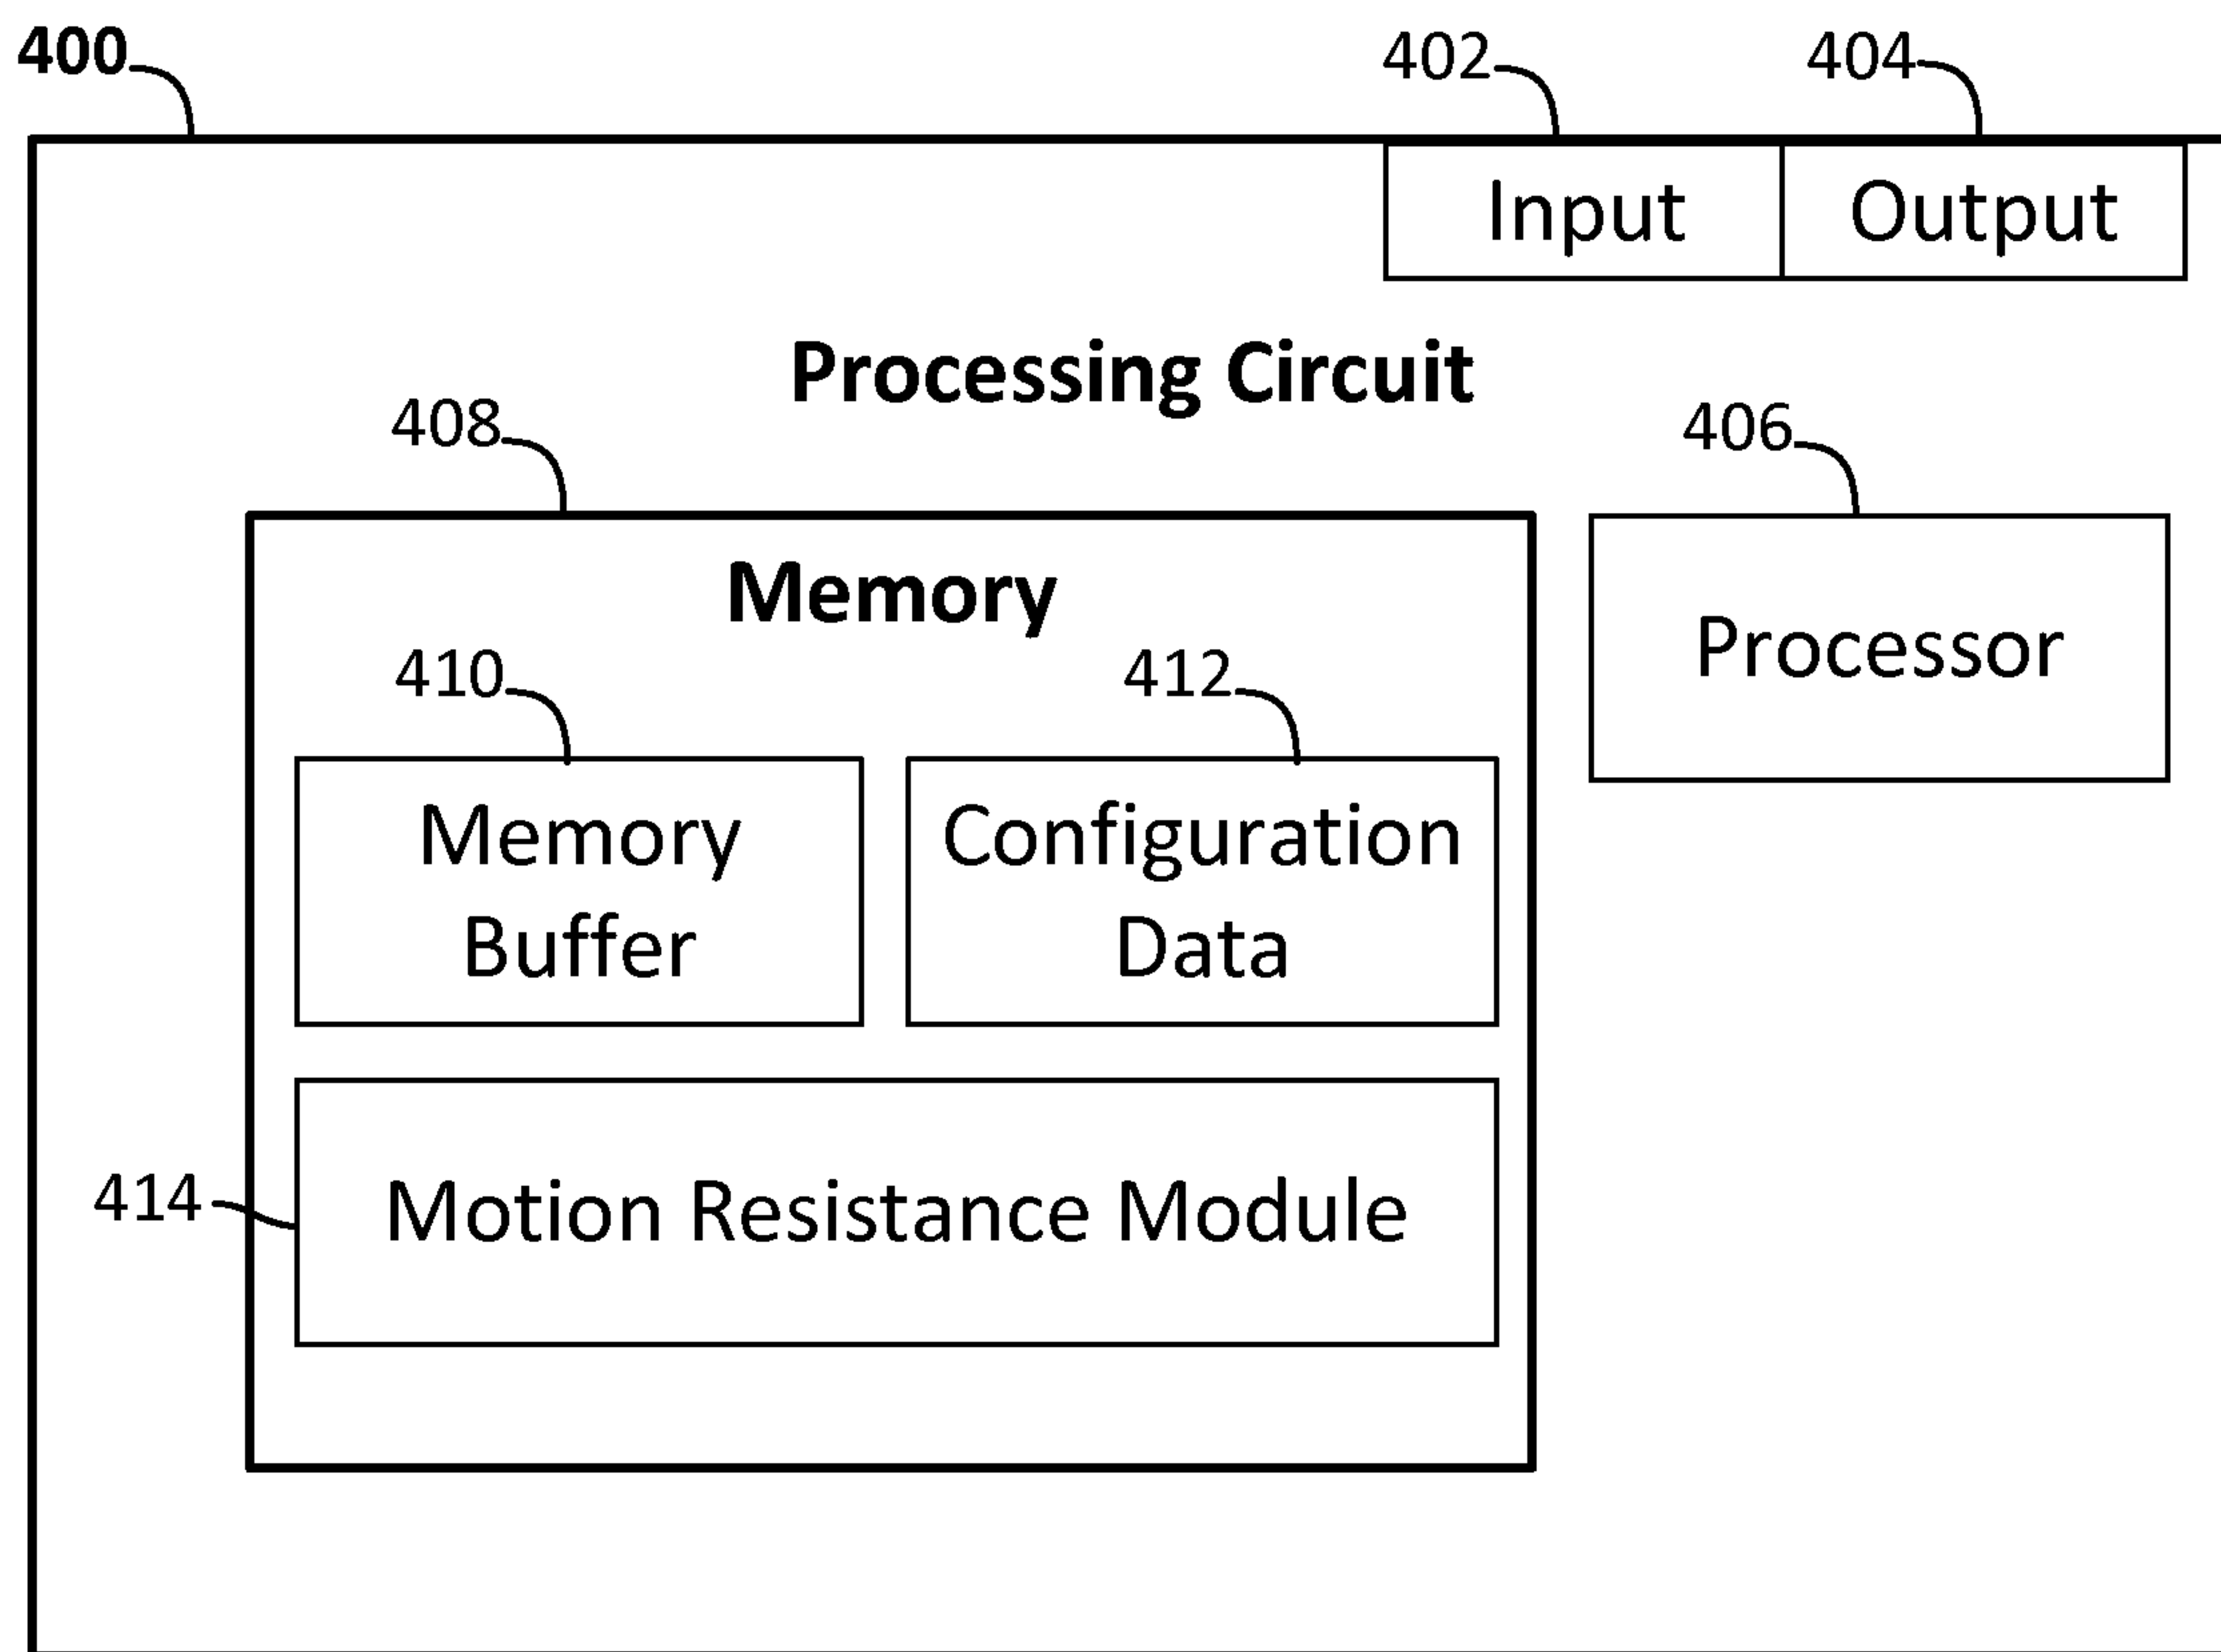 400
402
404
Input
Output
Processing Circuit
408
406
Memory
Processor
410
412
Memory
Buffer
Configuration
Data
414
Motion Resistance Module